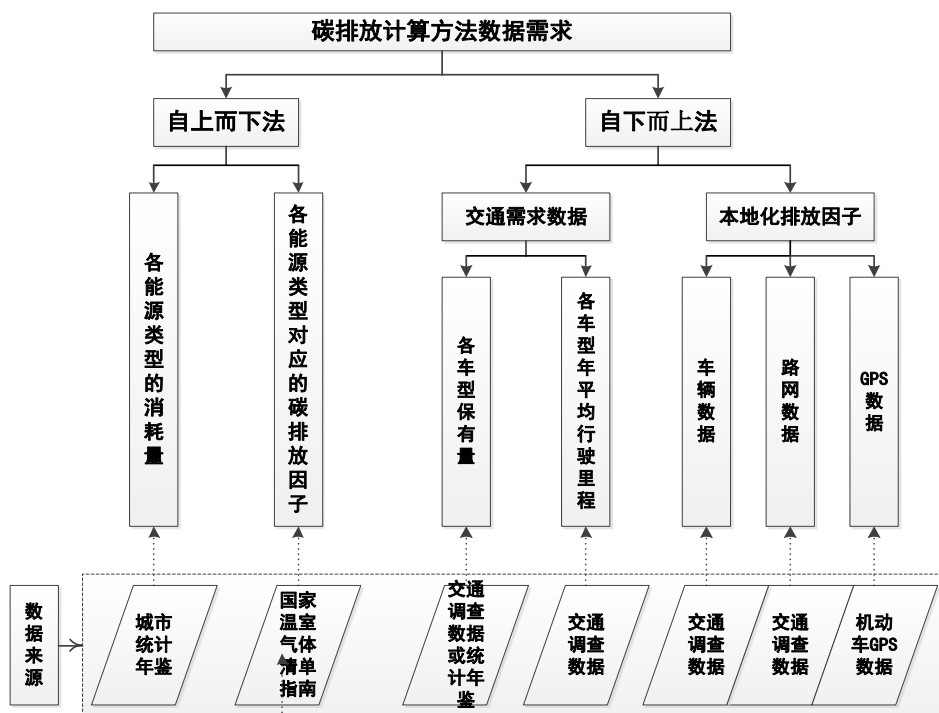 碳排放计算方法数据需求
自上而下法
自下而上法
交通需求数据
本地化排放因子
各能源类型的消耗量
各能源类型对应的碳排放因子
各车型保有量
各车型年平均行驶里程
车辆数据
路网数据
GPS
数据
数据来源
城市
统计
年鉴
国家
温室
气体
清单
指南
交通
调查
数据
或统
计年
鉴
交通
调查
数据
交通
调查
数据
交通
调查
数据
机动
车GPS
数据